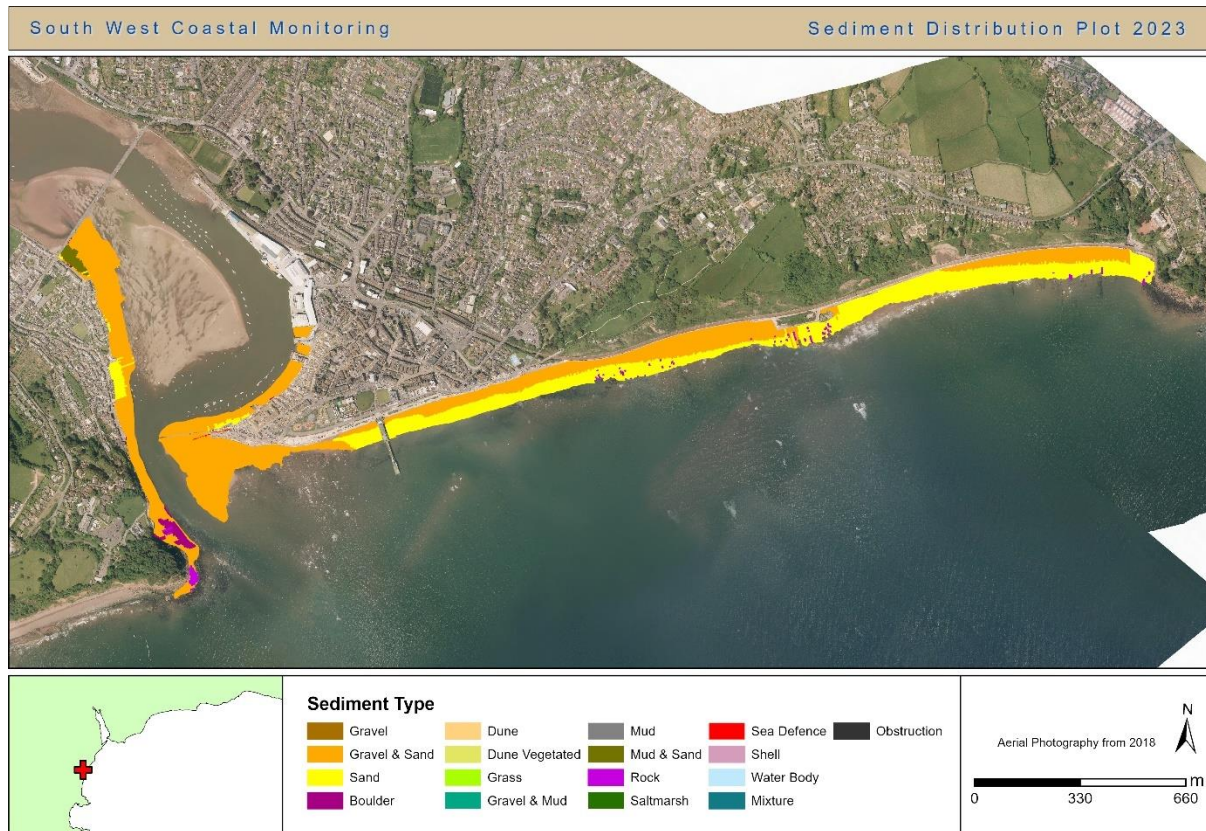 South West Coastal Monitoring
Sediment Distribution Plot 2023
Sediment Type
Gravel
Gravel & Sand
Sand
Boulder
Dune
Dune Vegetated
Grass
Gravel & Mud
Mud
Mud & Sand
Rock
Saltmarsh
Sea Defence
Shell
Water Body
Mixture
Obstruction
Aerial Photography from 2018
N
m
0 330 660